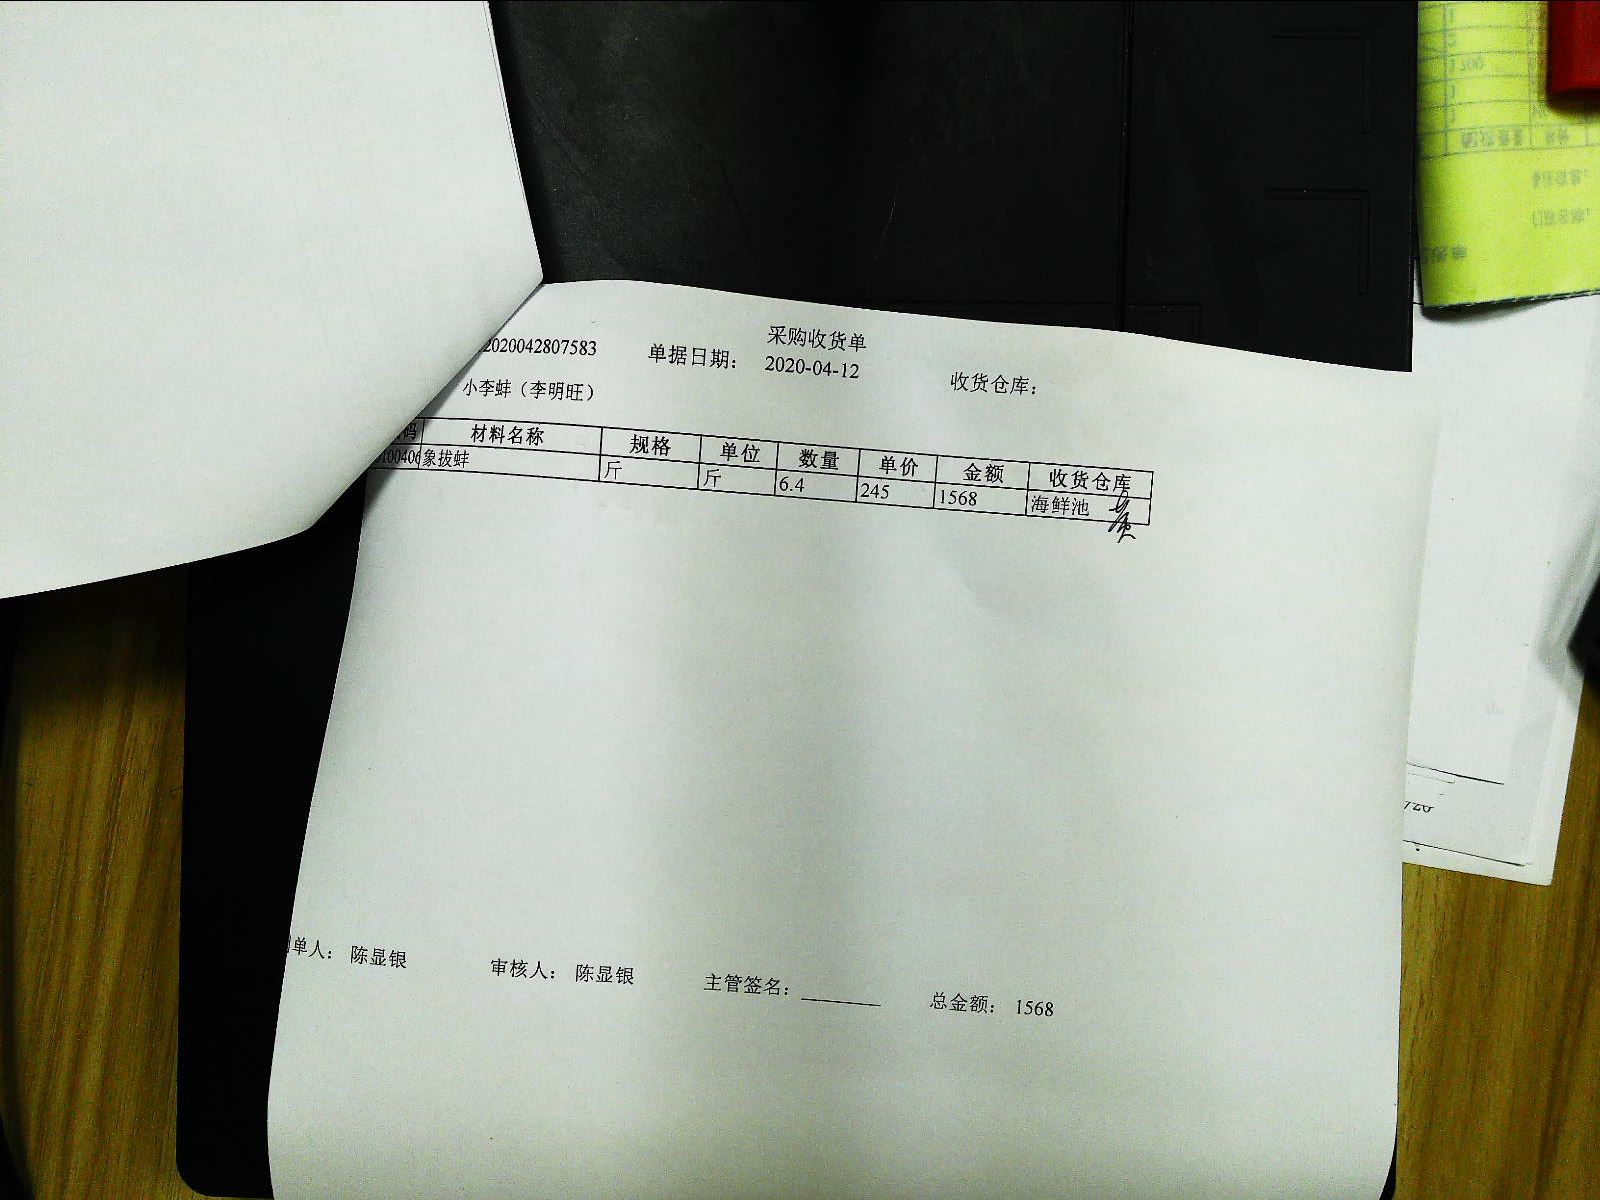 采购收货单
2020042807583 单据日期： 2020-04-12 收货仓库：
小李蚌（李明旺）
码 材料名称 规格 单位 数量 单价 金额 收货仓库
00406 象拔蚌 斤 斤 6.4 245 1568 海鲜池
单人： 陈显银 审核人： 陈显银 主管签名： 总金额： 1568
1700